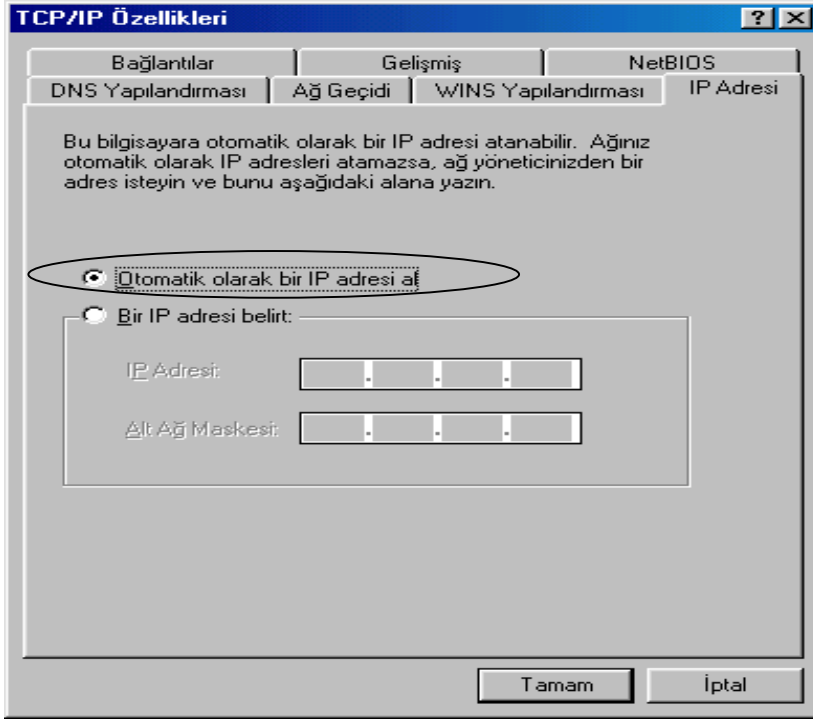 TCP/IP Özellikleri
Bağlantılar Gelişmiş NetBIOS
DNS Yapılandırması Ağ Geçidi WINS Yapılandırması IP Adresi
Bu bilgisayara otomatik olarak bir IP adresi atanabilir. Ağınız
otomatik olarak IP adresleri atamazsa, ağ yöneticinizden bir
adres isteyin ve bunu aşağıdaki alana yazın.
Otomatik olarak bir IP adresi al
Bir IP adresi belirt:
IP Adresi:
Alt Ağ Maskesi:
Tamam İptal